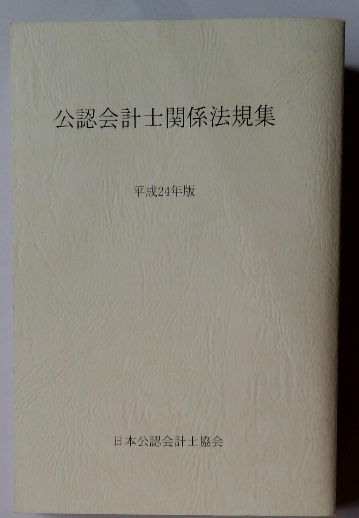 公認会計士関係法規集
平成24年版
日本公認会計士協会